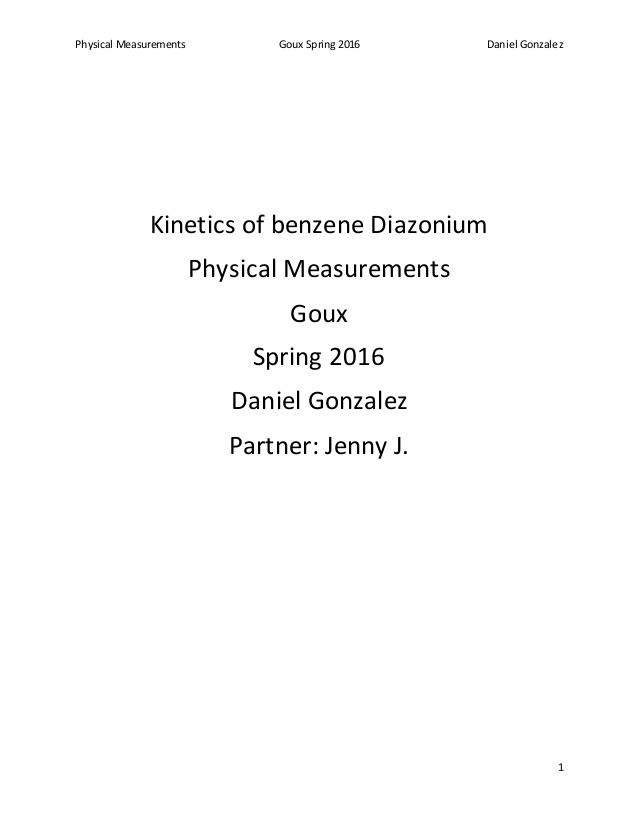 Physical Measurements Goux Spring 2016 Daniel Gonzalez
Kinetics of benzene Diazonium
Physical Measurements
Goux
Spring 2016
Daniel Gonzalez
Partner: Jenny J.
1